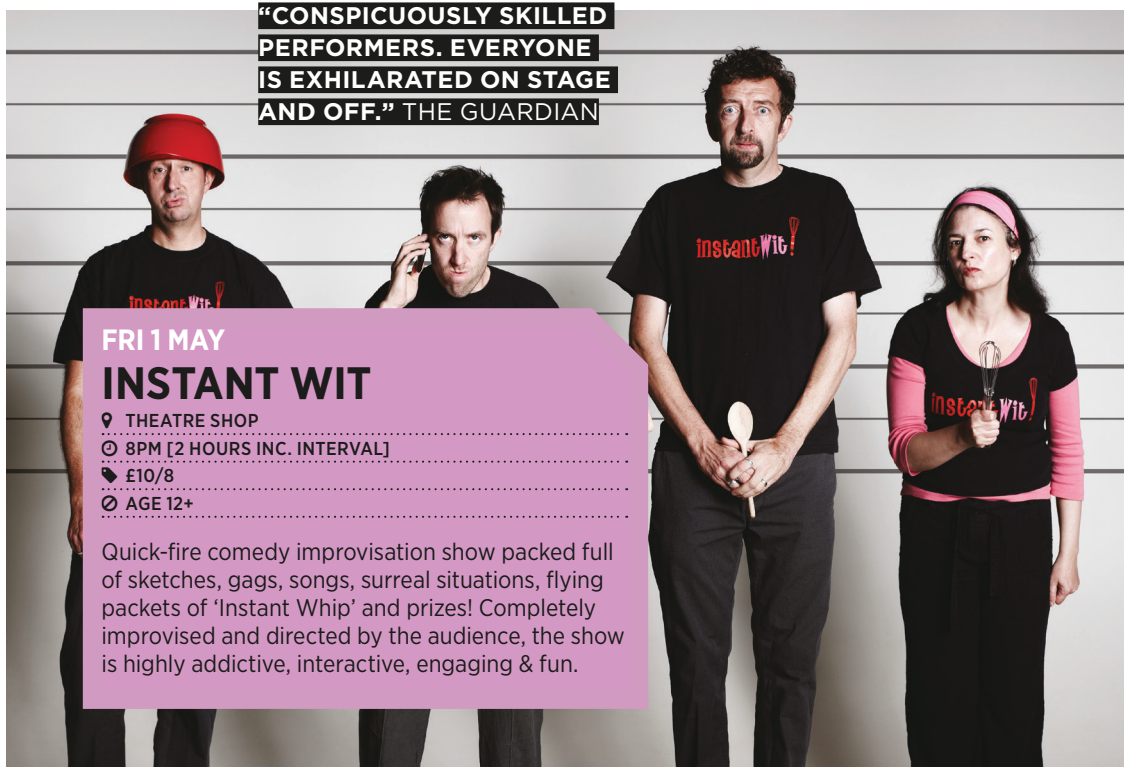 “CONSPICUOUSLY SKILLED
PERFORMERS. EVERYONE
IS EXHILARATED ON STAGE
AND OFF.” THE GUARDIAN
instantWit!
instantWit!
instantWit!
FRI 1 MAY
INSTANT WIT
THEATRE SHOP
8PM [2 HOURS INC. INTERVAL]
£10/8
AGE 12+
Quick-fire comedy improvisation show packed full
of sketches, gags, songs, surreal situations, flying
packets of ‘Instant Whip’ and prizes! Completely
improvised and directed by the audience, the show
is highly addictive, interactive, engaging & fun.